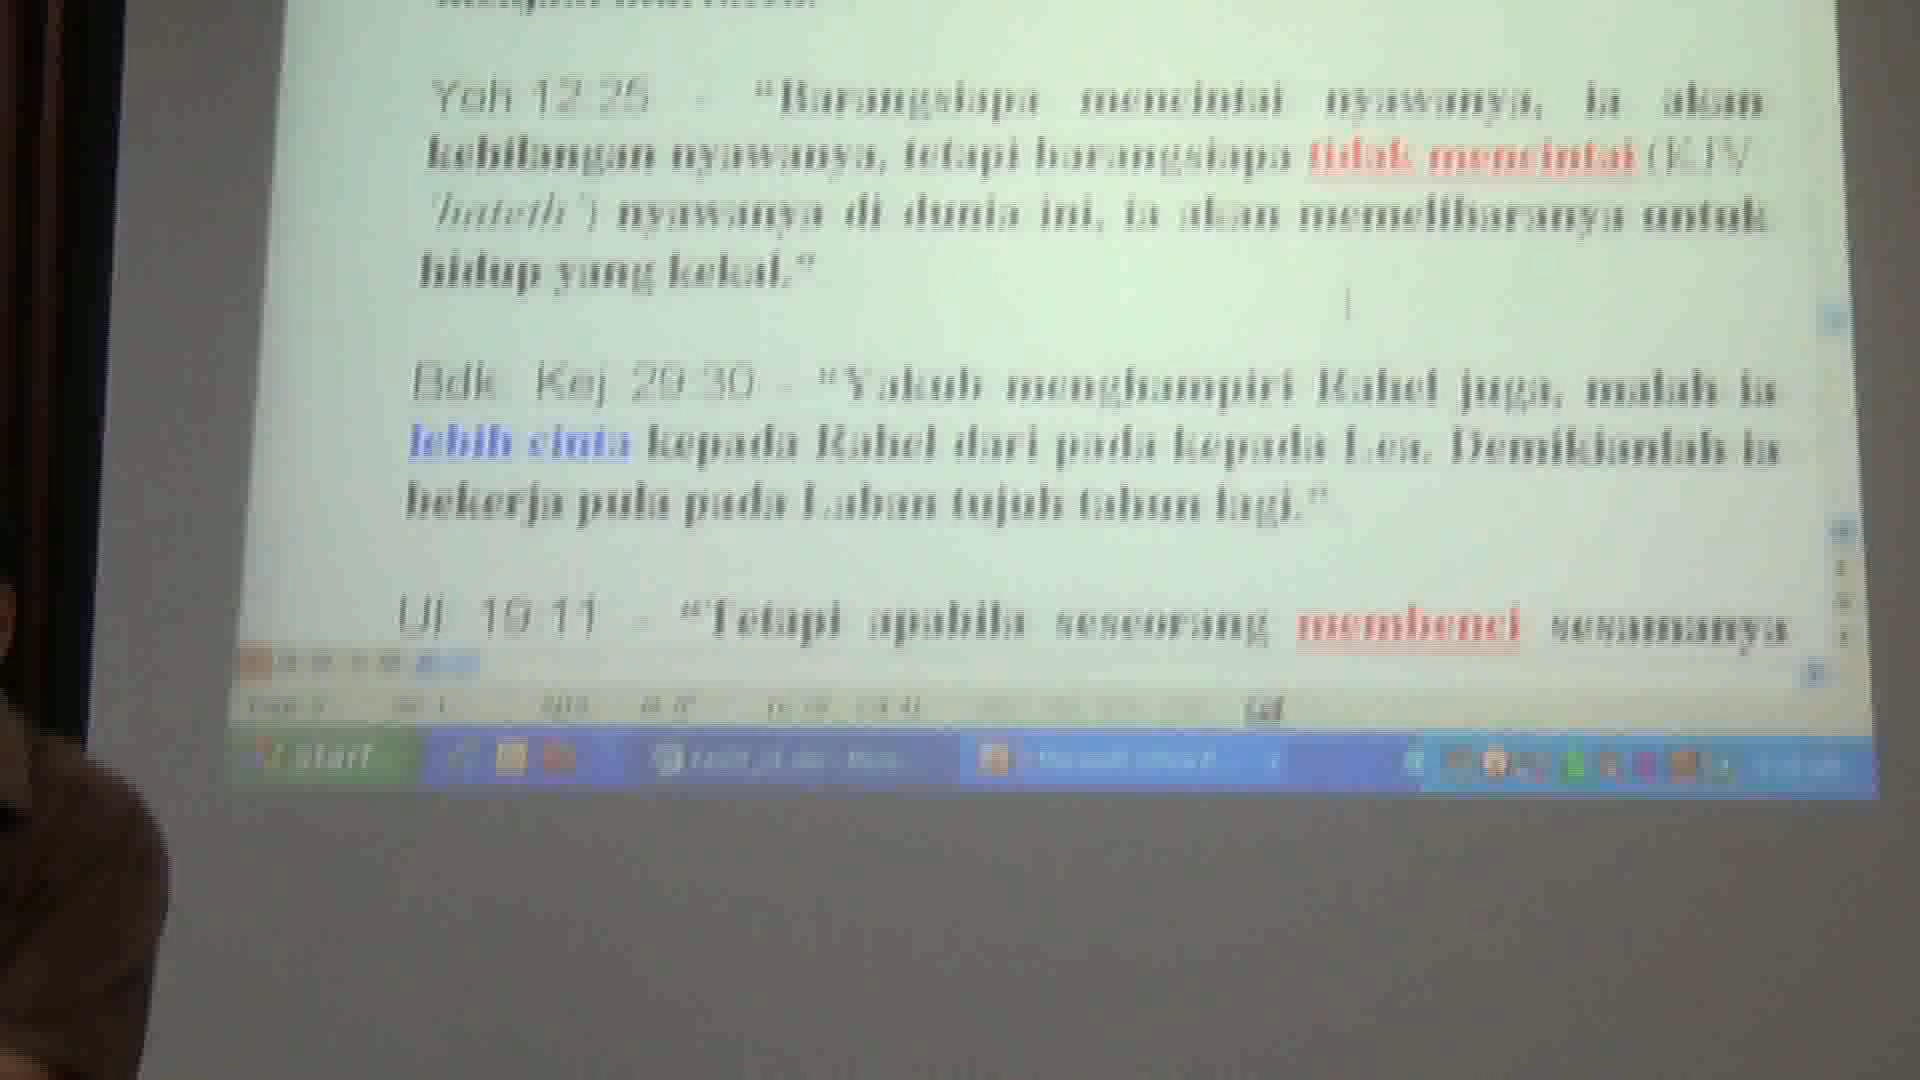 Yoh 12:25 - “Barangsiapa mencintai nyawanya, ia akan
kehilangan nyawanya, tetapi barangsiapa tidak mencintai (KJV:
‘hateth’) nyawanya di dunia ini, ia akan memeliharanya untuk
hidup yang kekal.”
Bdk. Kej 29:30 - “Yakub menghampiri Rahel juga, malah ia
lebih cinta kepada Rahel dari pada kepada Lea. Demikianlah ia
bekerja pula pada Laban tujuh tahun lagi.”
Ul 19:11 - “Tetapi apabila seseorang membenci sesamanya
start